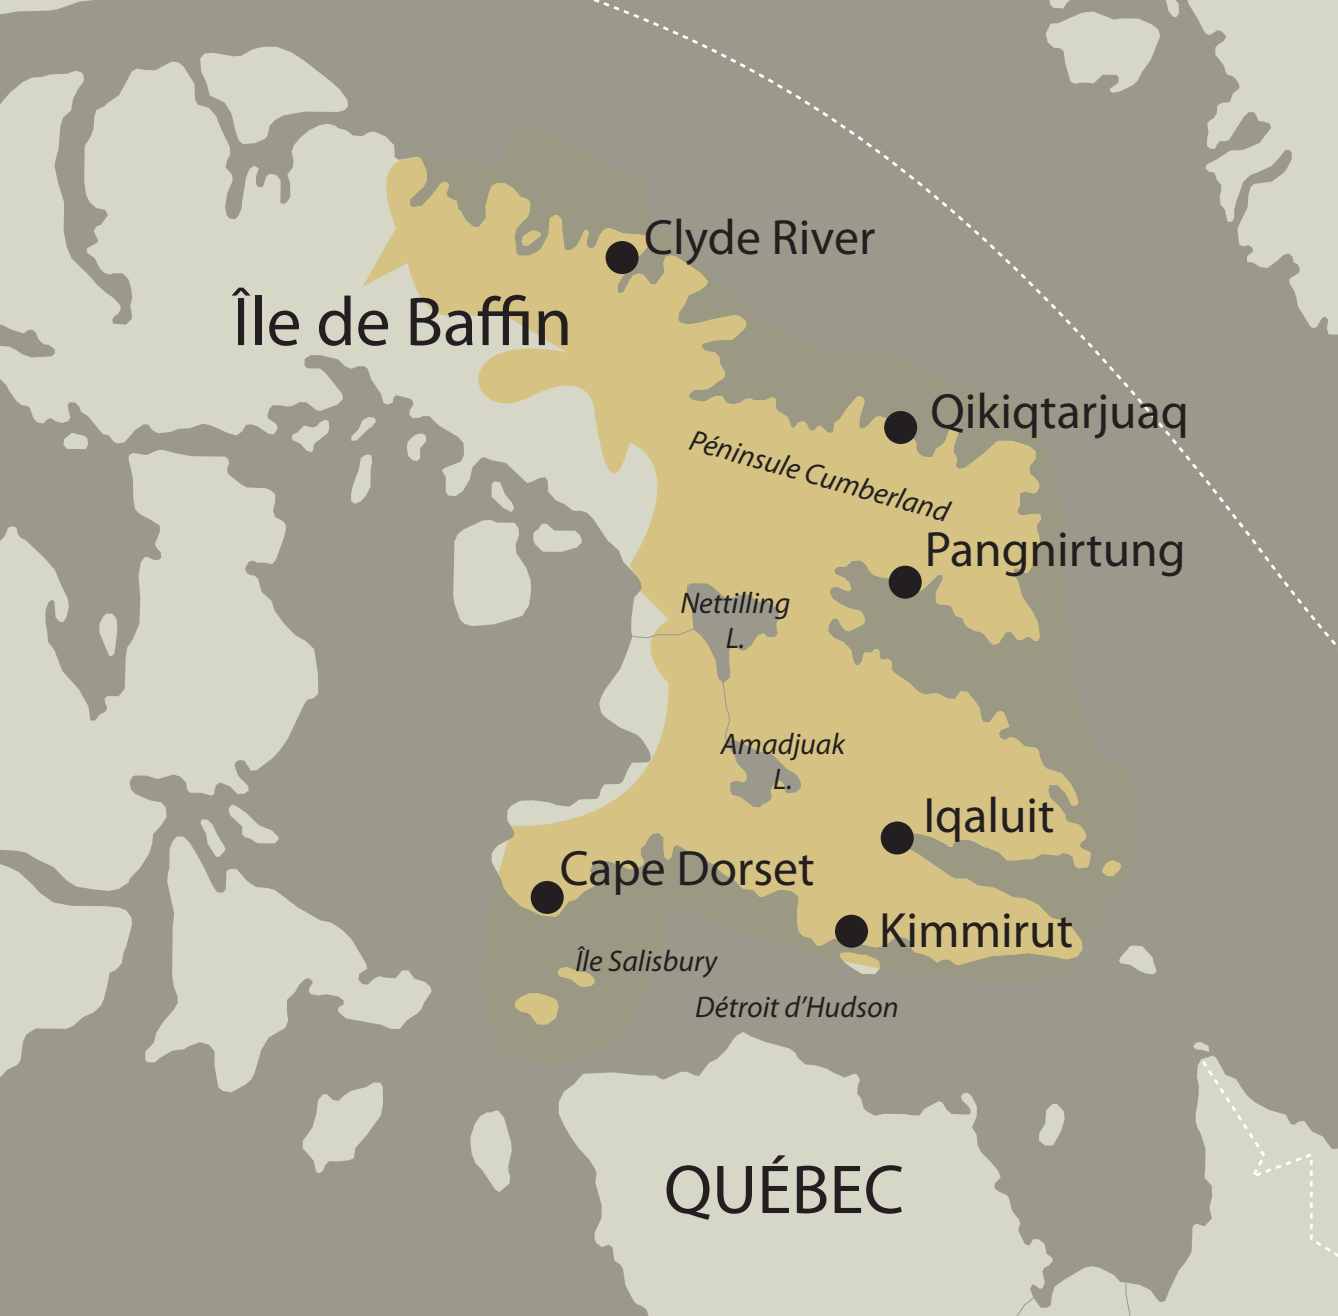 Clyde River
Île de Baffin
Qikiqtarjuaq
Péninsule Cumberland
Pangnirtung
Nettilling
L.
Amadjuak
L.
Iqaluit
Cape Dorset
Kimmirut
Île Salisbury
Détroit d'Hudson
QUÉBEC